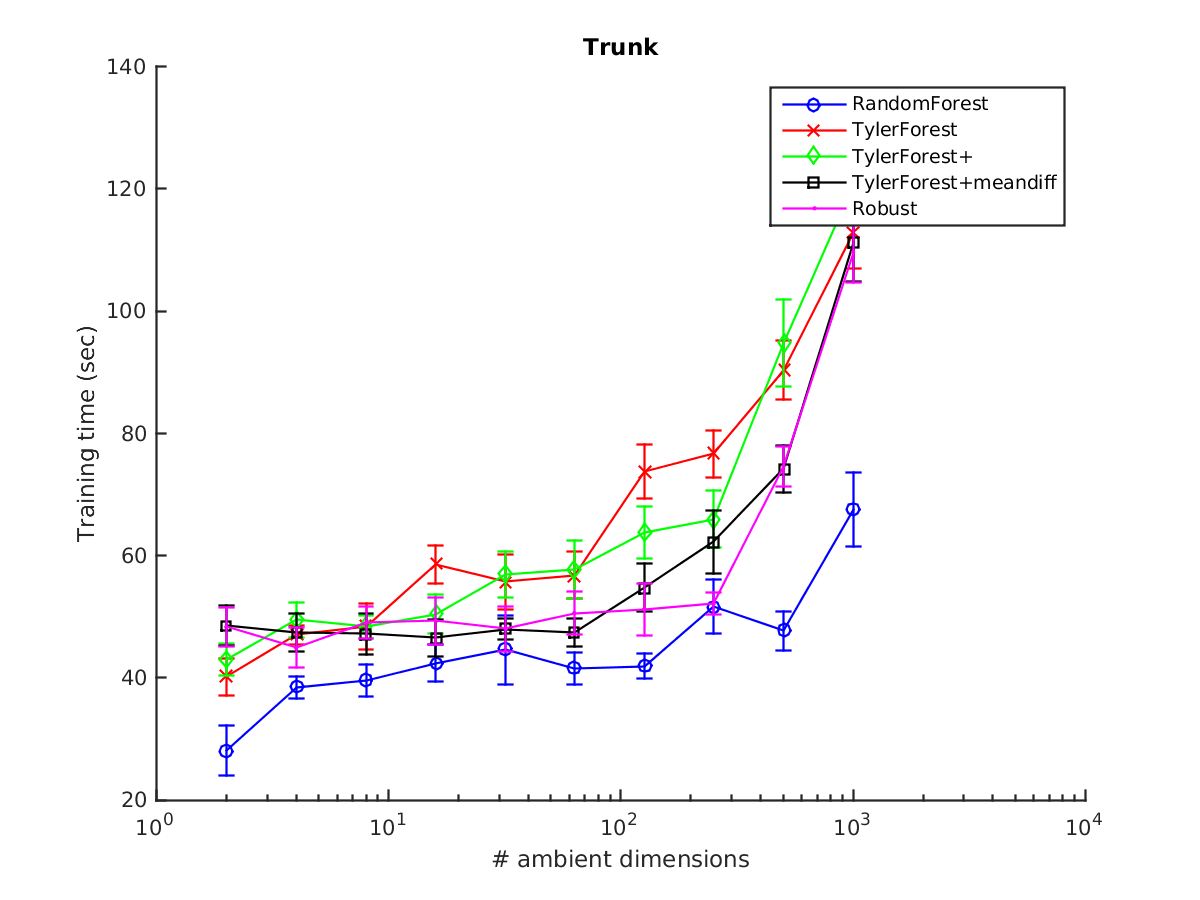 Trunk
140
120
100
80
60
40
20
Training time (sec)
RandomForest
TylerForest
TylerForest+
TylerForest+meandiff
Robust
10^0
10^1
10^2
10^3
10^4
# ambient dimensions